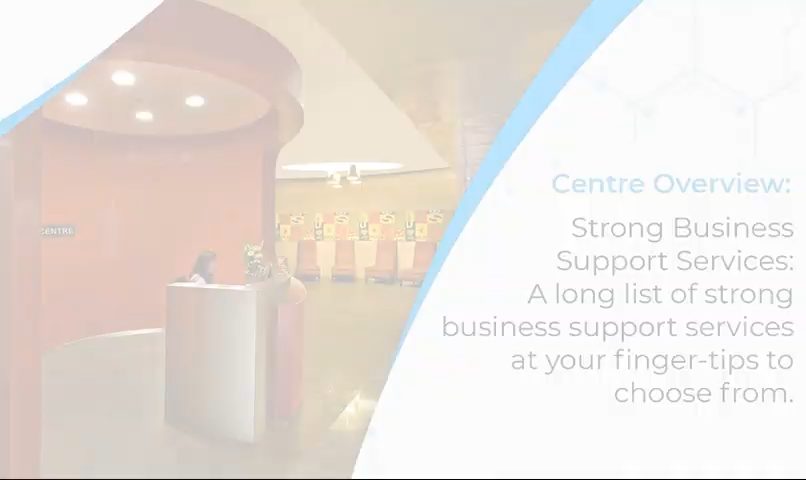 CENTRE
Centre Overview:
Strong Business
Support Services:
A long list of strong
business support services
at your finger-tips to
choose from.